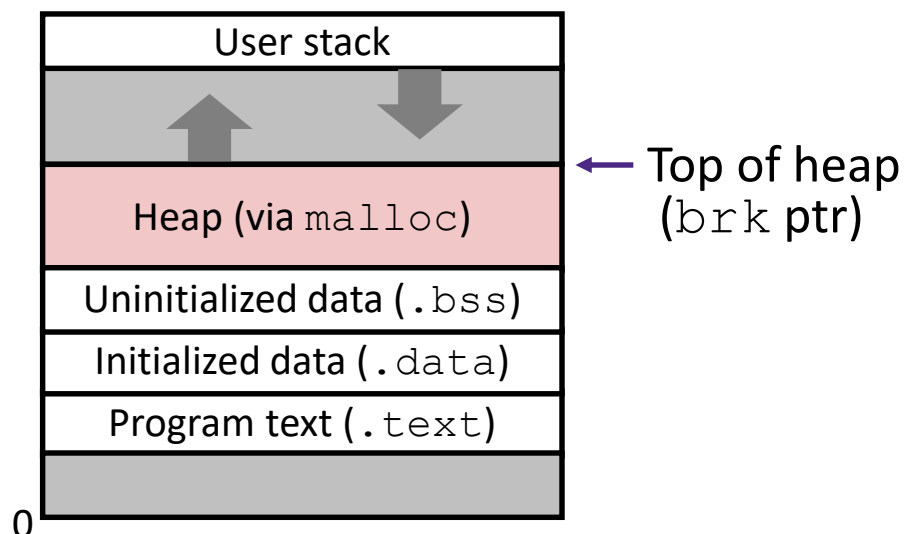 User stack
Top of heap
(brk ptr)
Heap (via malloc)
Uninitialized data (.bss)
Initialized data (.data)
Program text (.text)
0